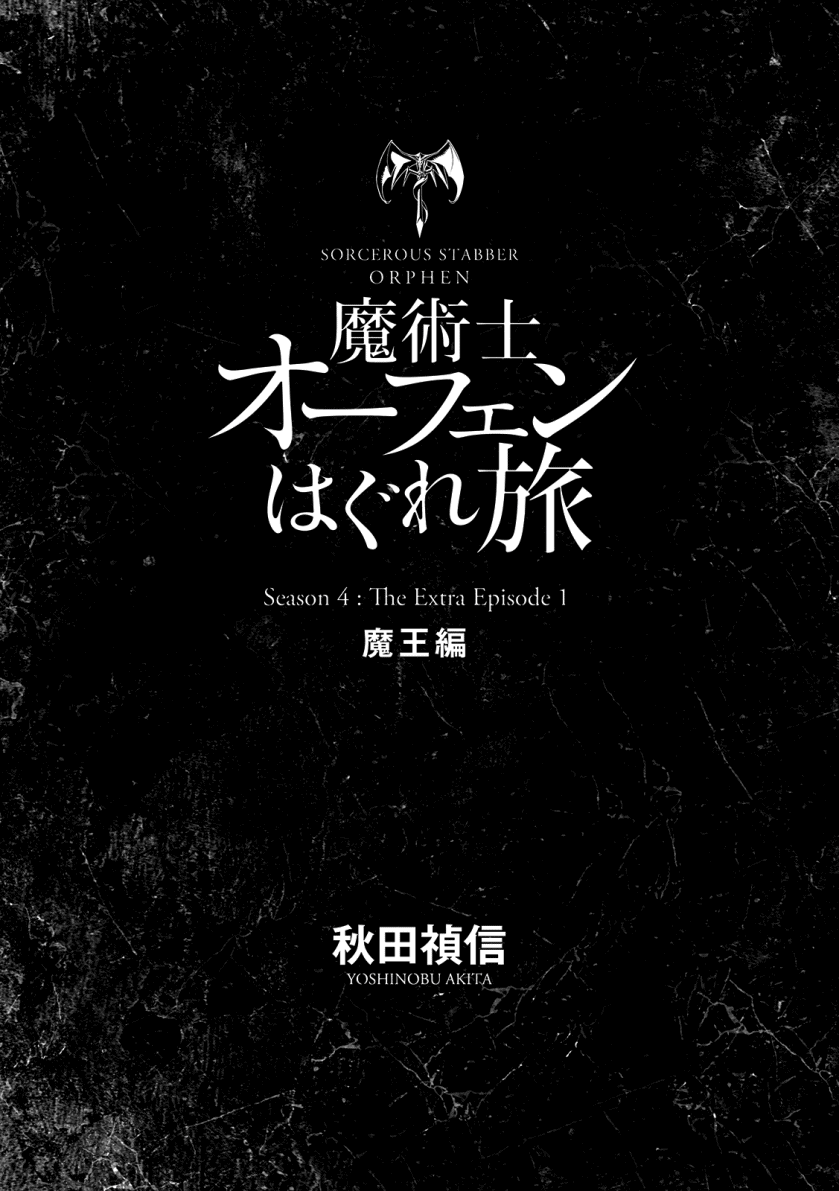 SORCEROUS STABBER
ORPHEN
魔術士
オーフェン
はぐれ旅
Season 4 : The Extra Episode 1
魔王編
秋田禎信
YOSHINOBU AKITA